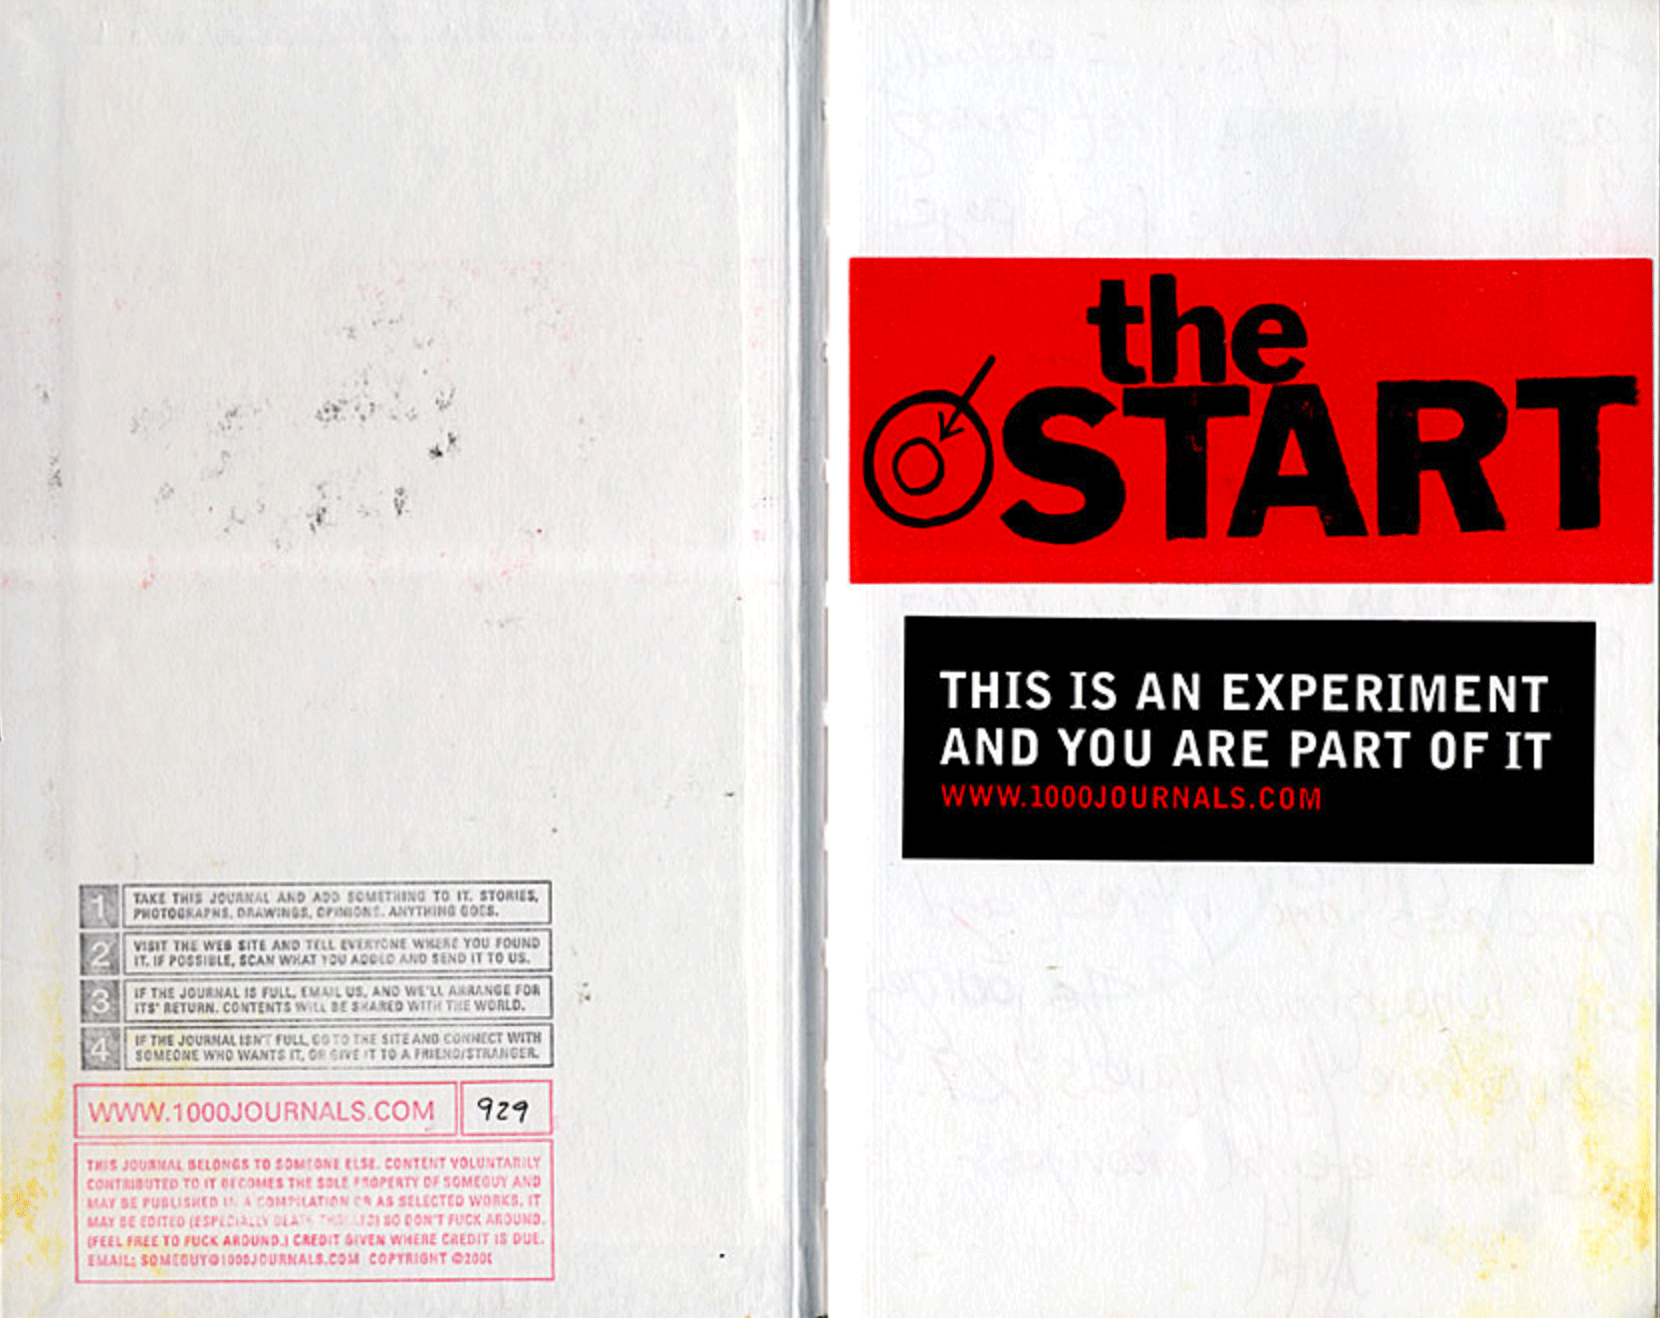 1
TAKE THIS JOURNAL AND ADD SOMETHING TO IT. STORIES,
PHOTOGRAPHS, DRAWINGS, OPINIONS. ANYTHING GOES.
2
VISIT THE WEB SITE AND TELL EVERYONE WHERE YOU FOUND
IT. IF POSSIBLE, SCAN WHAT YOU ADDED AND SEND IT TO US.
3
IF THE JOURNAL IS FULL, EMAIL US, AND WE'LL ARRANGE FOR
ITS' RETURN. CONTENTS WILL BE SHARED WITH THE WORLD.
4
IF THE JOURNAL ISN'T FULL, GO TO THE SITE AND CONNECT WITH
SOMEONE WHO WANTS IT, OR GIVE IT TO A FRIEND/STRANGER.
WWW.1000JOURNALS.COM 929
THIS JOURNAL BELONGS TO SOMEONE ELSE. CONTENT VOLUNTARILY
CONTRIBUTED TO IT BECOMES THE SOLE PROPERTY OF SOMEGUY AND
MAY BE PUBLISHED IN A COMPILATION OR AS SELECTED WORKS. IT
MAY BE EDITED (ESPECIALLY DEATH THREATS) SO DON'T FUCK AROUND.
(FEEL FREE TO FUCK AROUND.) CREDIT GIVEN WHERE CREDIT IS DUE.
EMAIL: SOMEGUY@1000JOURNALS.COM COPYRIGHT ©2000
the
START
THIS IS AN EXPERIMENT
AND YOU ARE PART OF IT
WWW.1000JOURNALS.COM